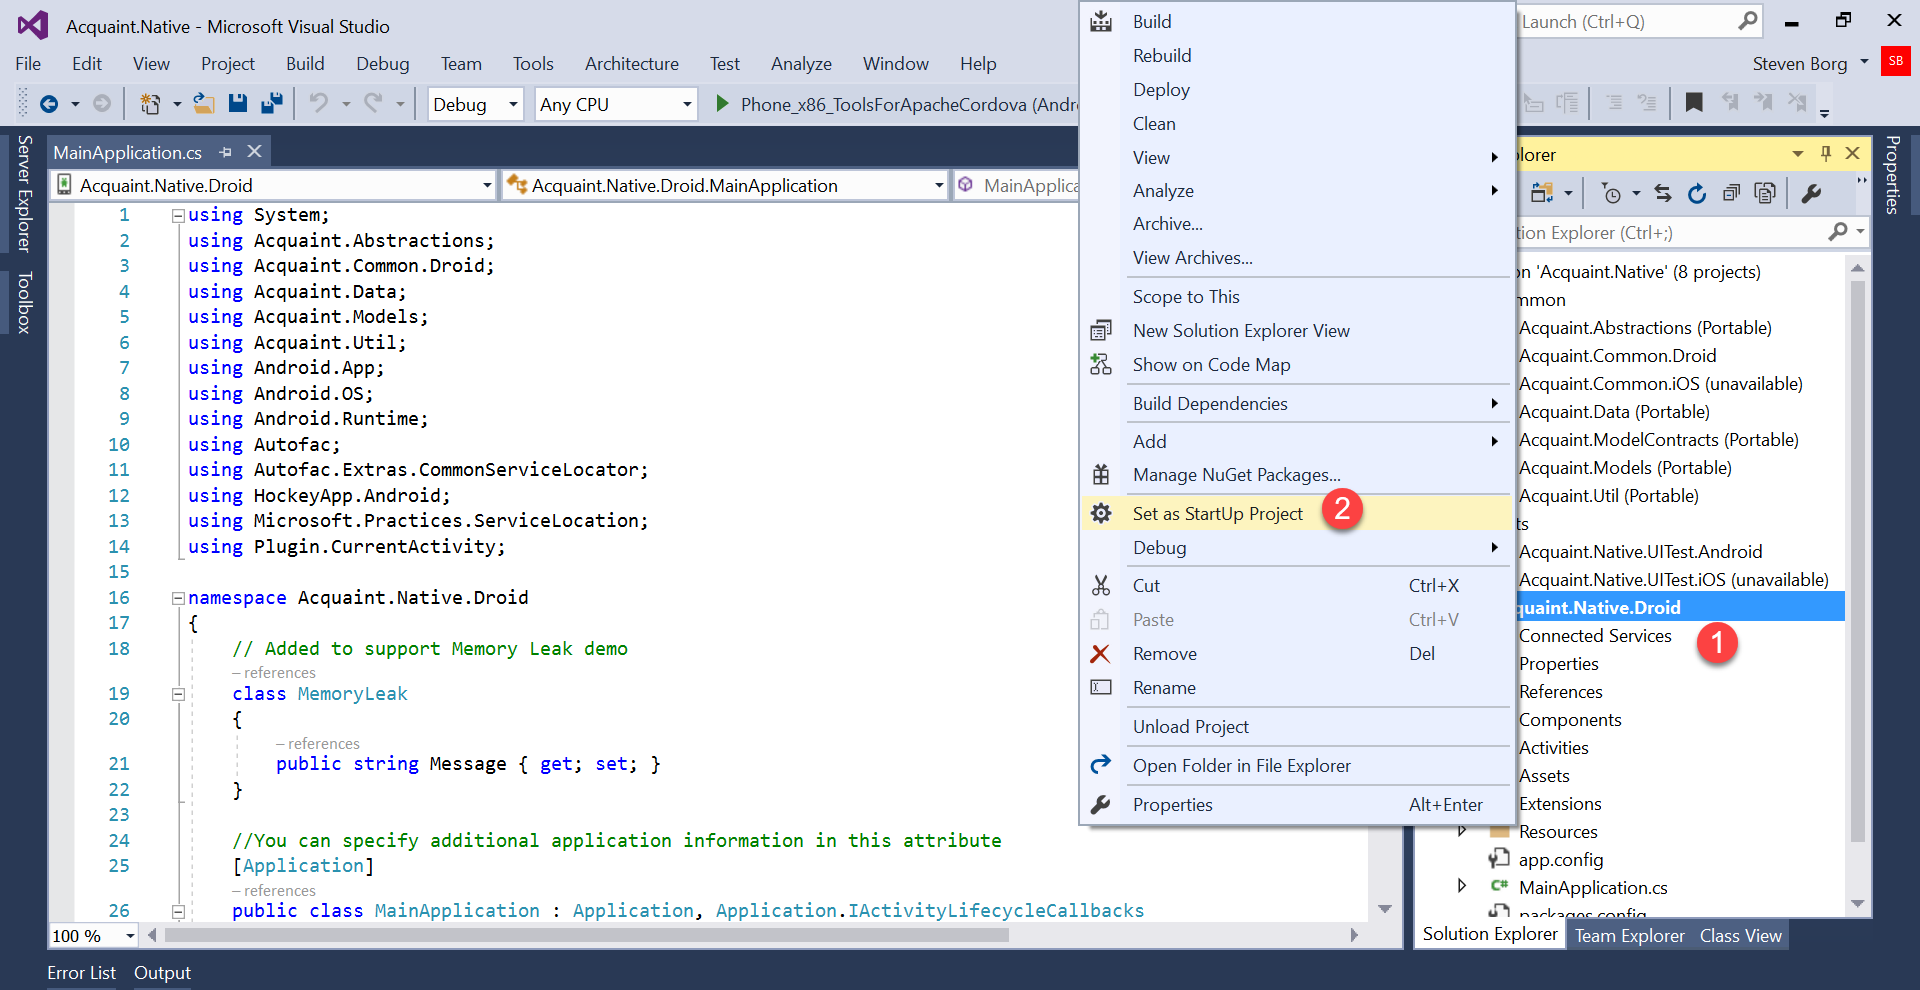 Acquaint.Native - Microsoft Visual Studio
Launch (Ctrl+Q)
File Edit View Project Build Debug Team Tools Architecture Test Analyze Window Help
Steven Borg SB
Debug Any CPU Phone_x86_ToolsForApacheCordova (Andr
Server Explorer
Toolbox
MainApplication.cs
Acquaint.Native.Droid Acquaint.Native.Droid.MainApplication MainApplica
1 using System;
2 using Acquaint.Abstractions;
3 using Acquaint.Common.Droid;
4 using Acquaint.Data;
5 using Acquaint.Models;
6 using Acquaint.Util;
7 using Android.App;
8 using Android.OS;
9 using Android.Runtime;
10 using Autofac;
11 using Autofac.Extras.CommonServiceLocator;
12 using HockeyApp.Android;
13 using Microsoft.Practices.ServiceLocation;
14 using Plugin.CurrentActivity;
15
16 namespace Acquaint.Native.Droid
17 {
18 // Added to support Memory Leak demo
– references
19 class MemoryLeak
20 {
– references
21 public string Message { get; set; }
22 }
23
24 //You can specify additional application information in this attribute
25 [Application]
– references
26 public class MainApplication : Application, Application.IActivityLifecycleCallbacks
100 %
Error List Output
Build
Rebuild
Deploy
Clean
View
Analyze
Archive...
View Archives...
Scope to This
New Solution Explorer View
Show on Code Map
Build Dependencies
Add
Manage NuGet Packages...
Set as StartUp Project 2
Debug
Cut Ctrl+X
Paste Ctrl+V
Remove Del
Rename
Unload Project
Open Folder in File Explorer
Properties Alt+Enter
lorer
tion Explorer (Ctrl+;)
on 'Acquaint.Native' (8 projects)
mmon
Acquaint.Abstractions (Portable)
Acquaint.Common.Droid
Acquaint.Common.iOS (unavailable)
Acquaint.Data (Portable)
Acquaint.ModelContracts (Portable)
Acquaint.Models (Portable)
Acquaint.Util (Portable)
ts
Acquaint.Native.UITest.Android
Acquaint.Native.UITest.iOS (unavailable)
quaint.Native.Droid
Connected Services 1
Properties
References
Components
Activities
Assets
Extensions
Resources
app.config
C# MainApplication.cs
packages.config
Solution Explorer Team Explorer Class View
Properties